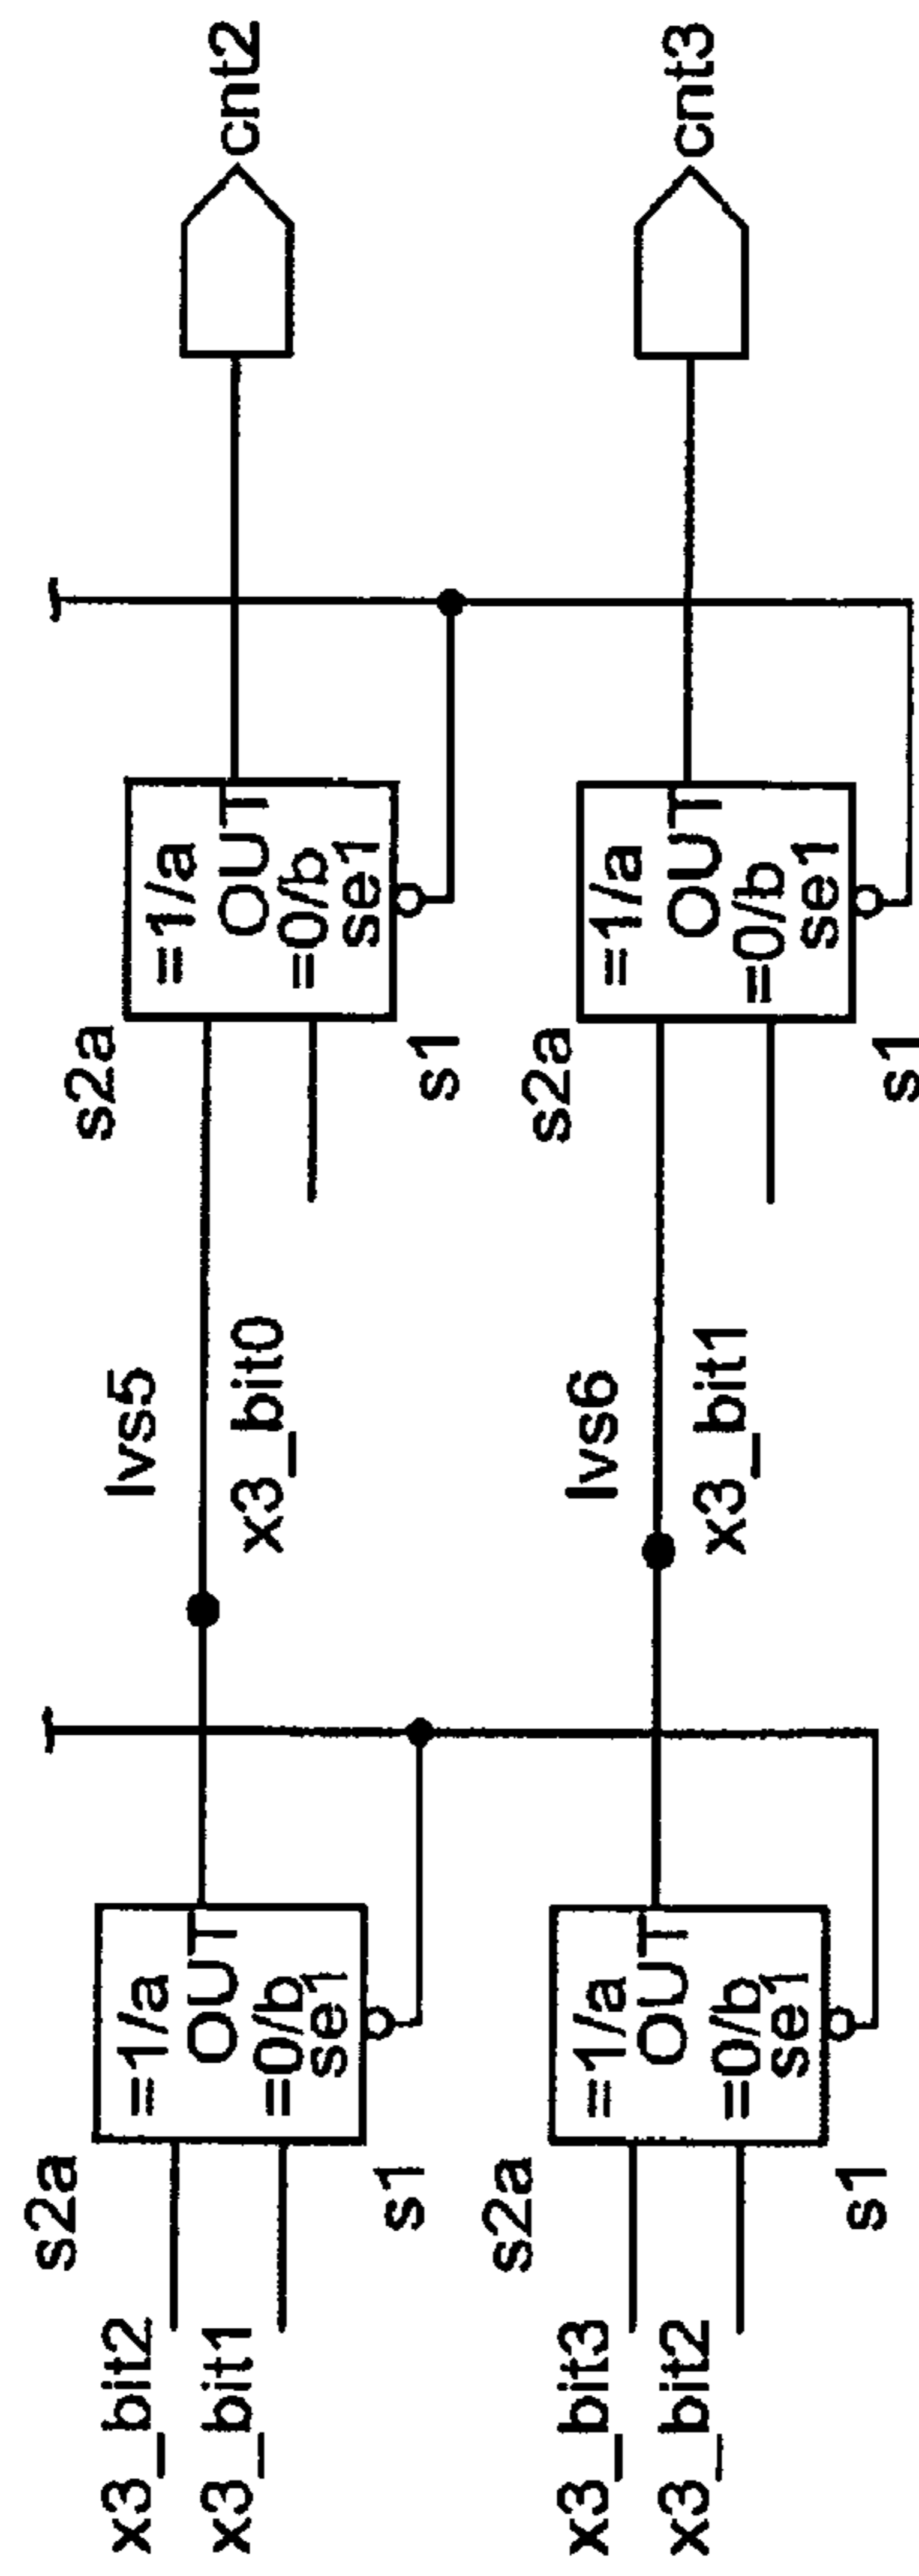 s2a
s2a
x3_bit2
=1/a
lvs5
=1/a
OUT
OUT
cnt2
x3_bit1
=0/b
x3_bit0
=0/b
se1
se1
s1
s1
s2a
s2a
x3_bit3
=1/a
lvs6
=1/a
OUT
OUT
cnt3
x3_bit2
=0/b
x3_bit1
=0/b
se1
se1
s1
s1